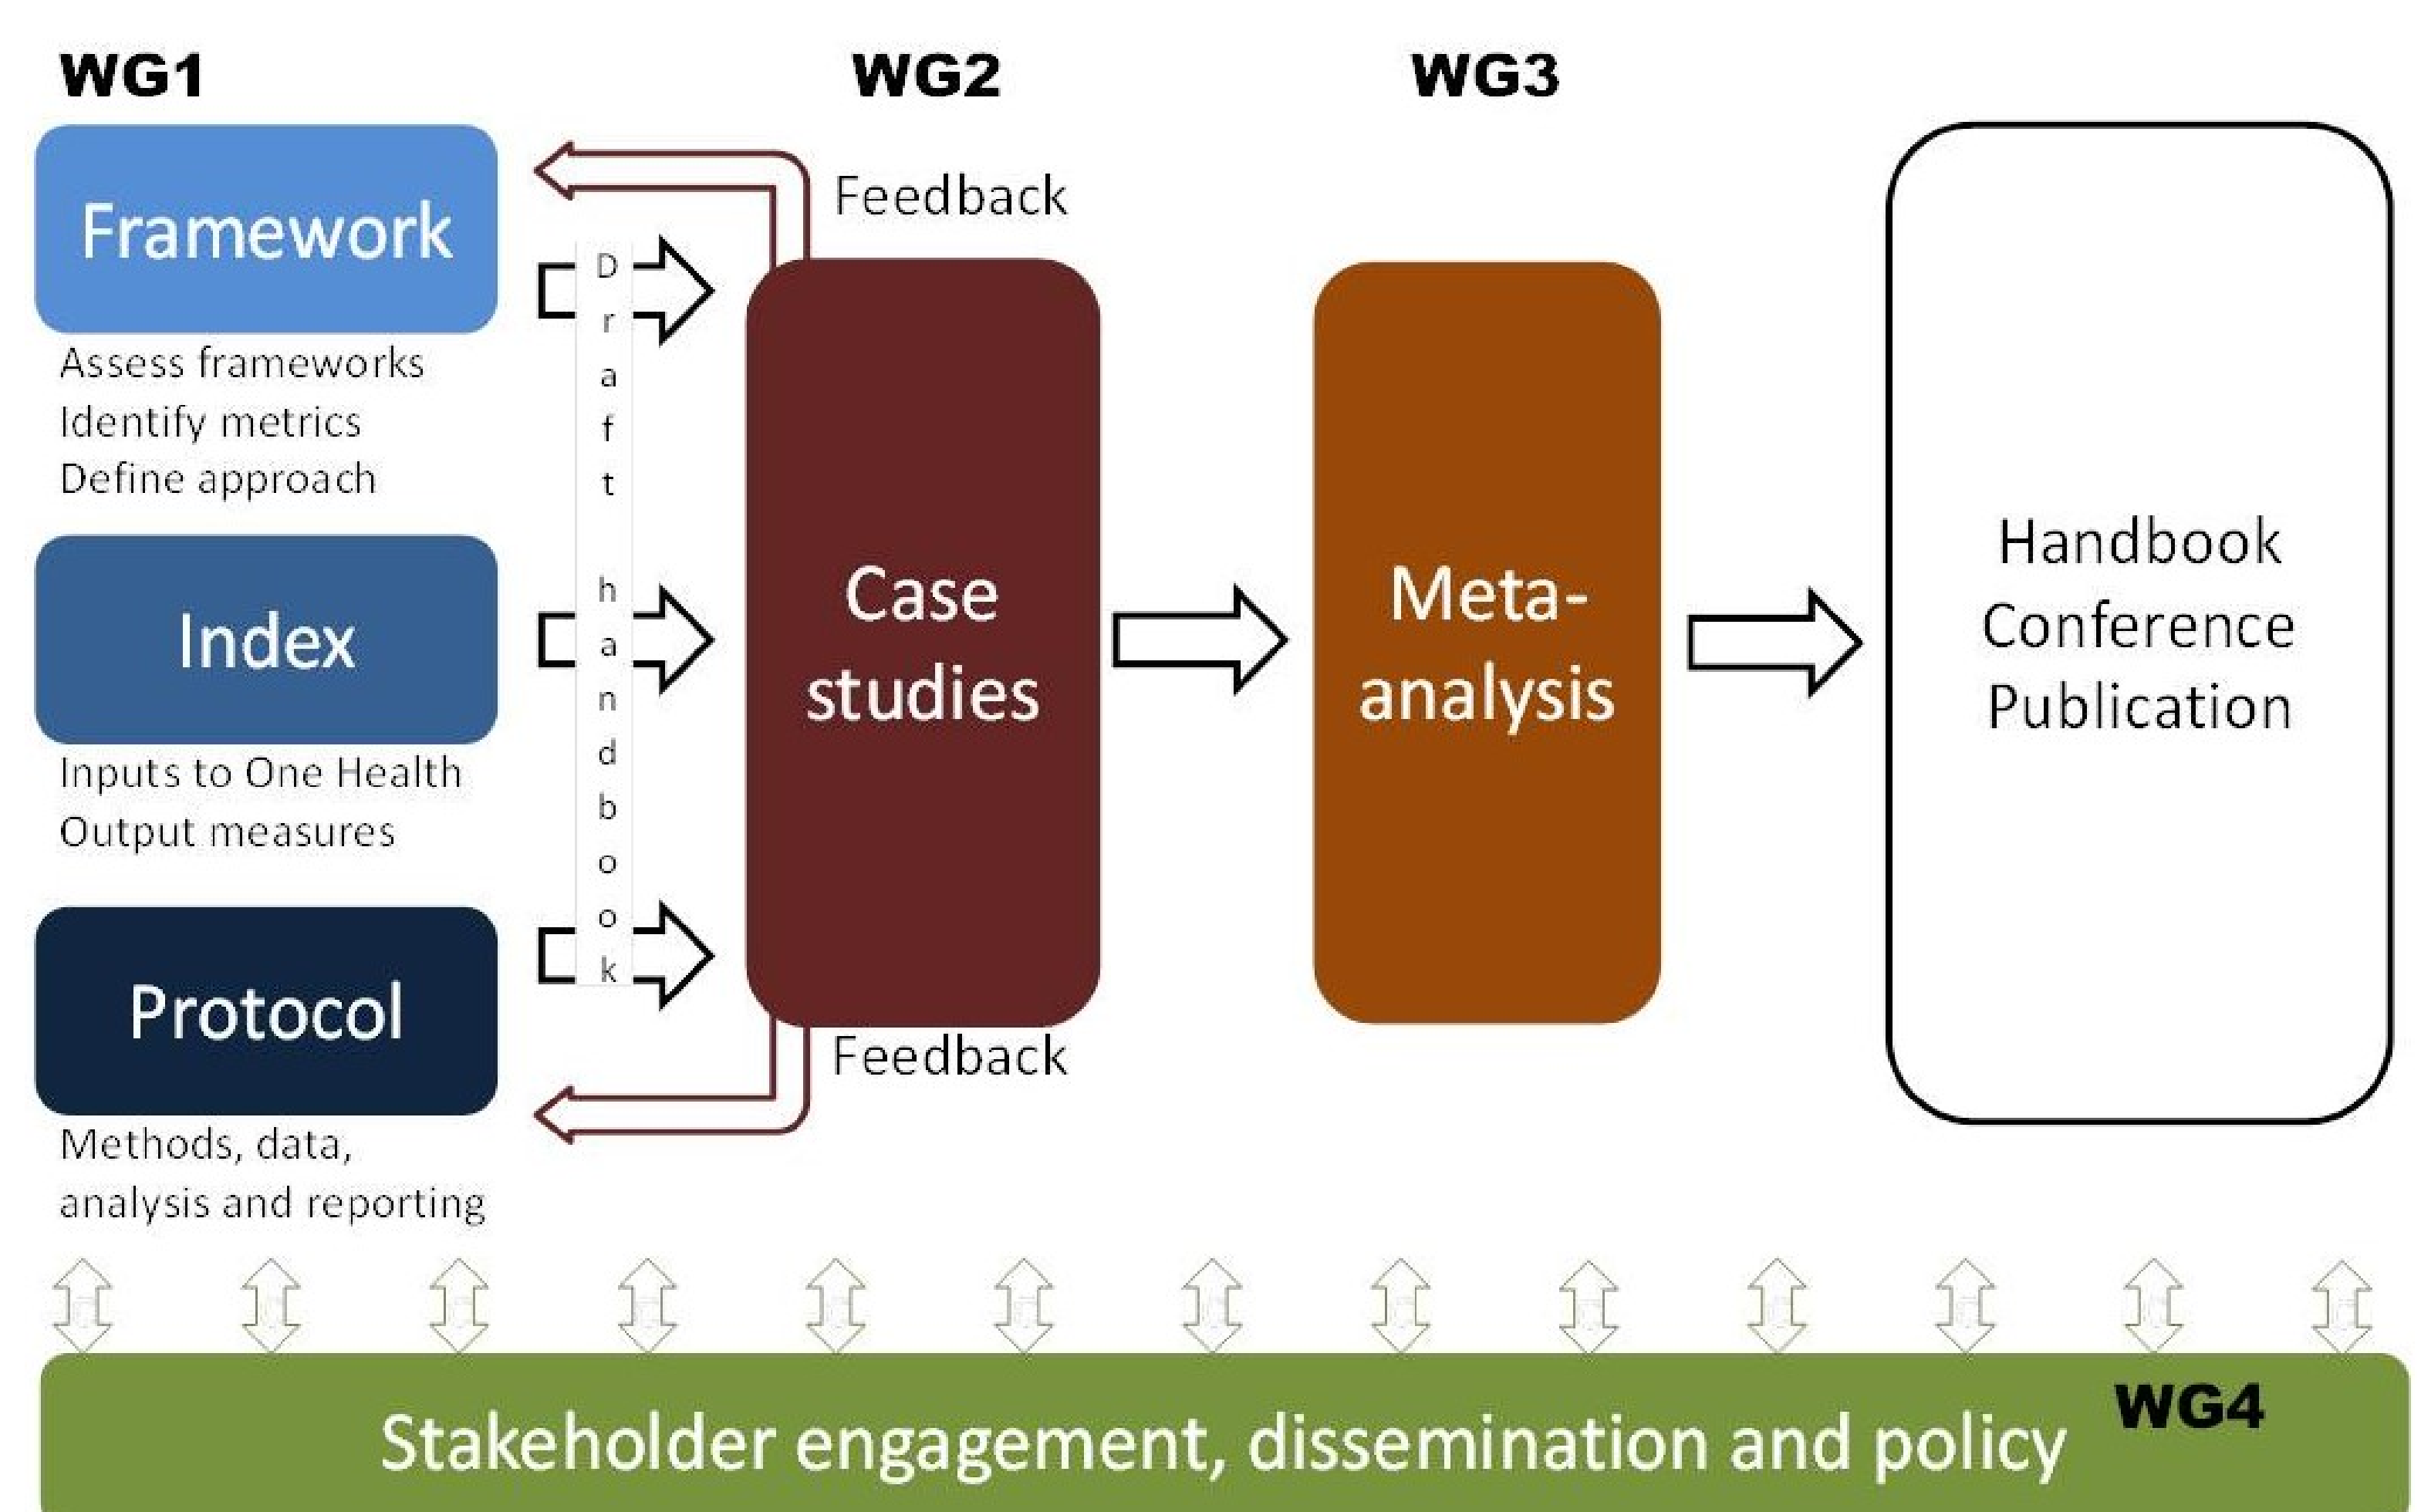 WG1
WG2
WG3
Framework
Assess frameworks
Identify metrics
Define approach
Index
Inputs to One Health
Output measures
Protocol
Methods, data,
analysis and reporting
Draft handbook
Feedback
Case
studies
Feedback
Meta-
analysis
Handbook
Conference
Publication
WG4
Stakeholder engagement, dissemination and policy